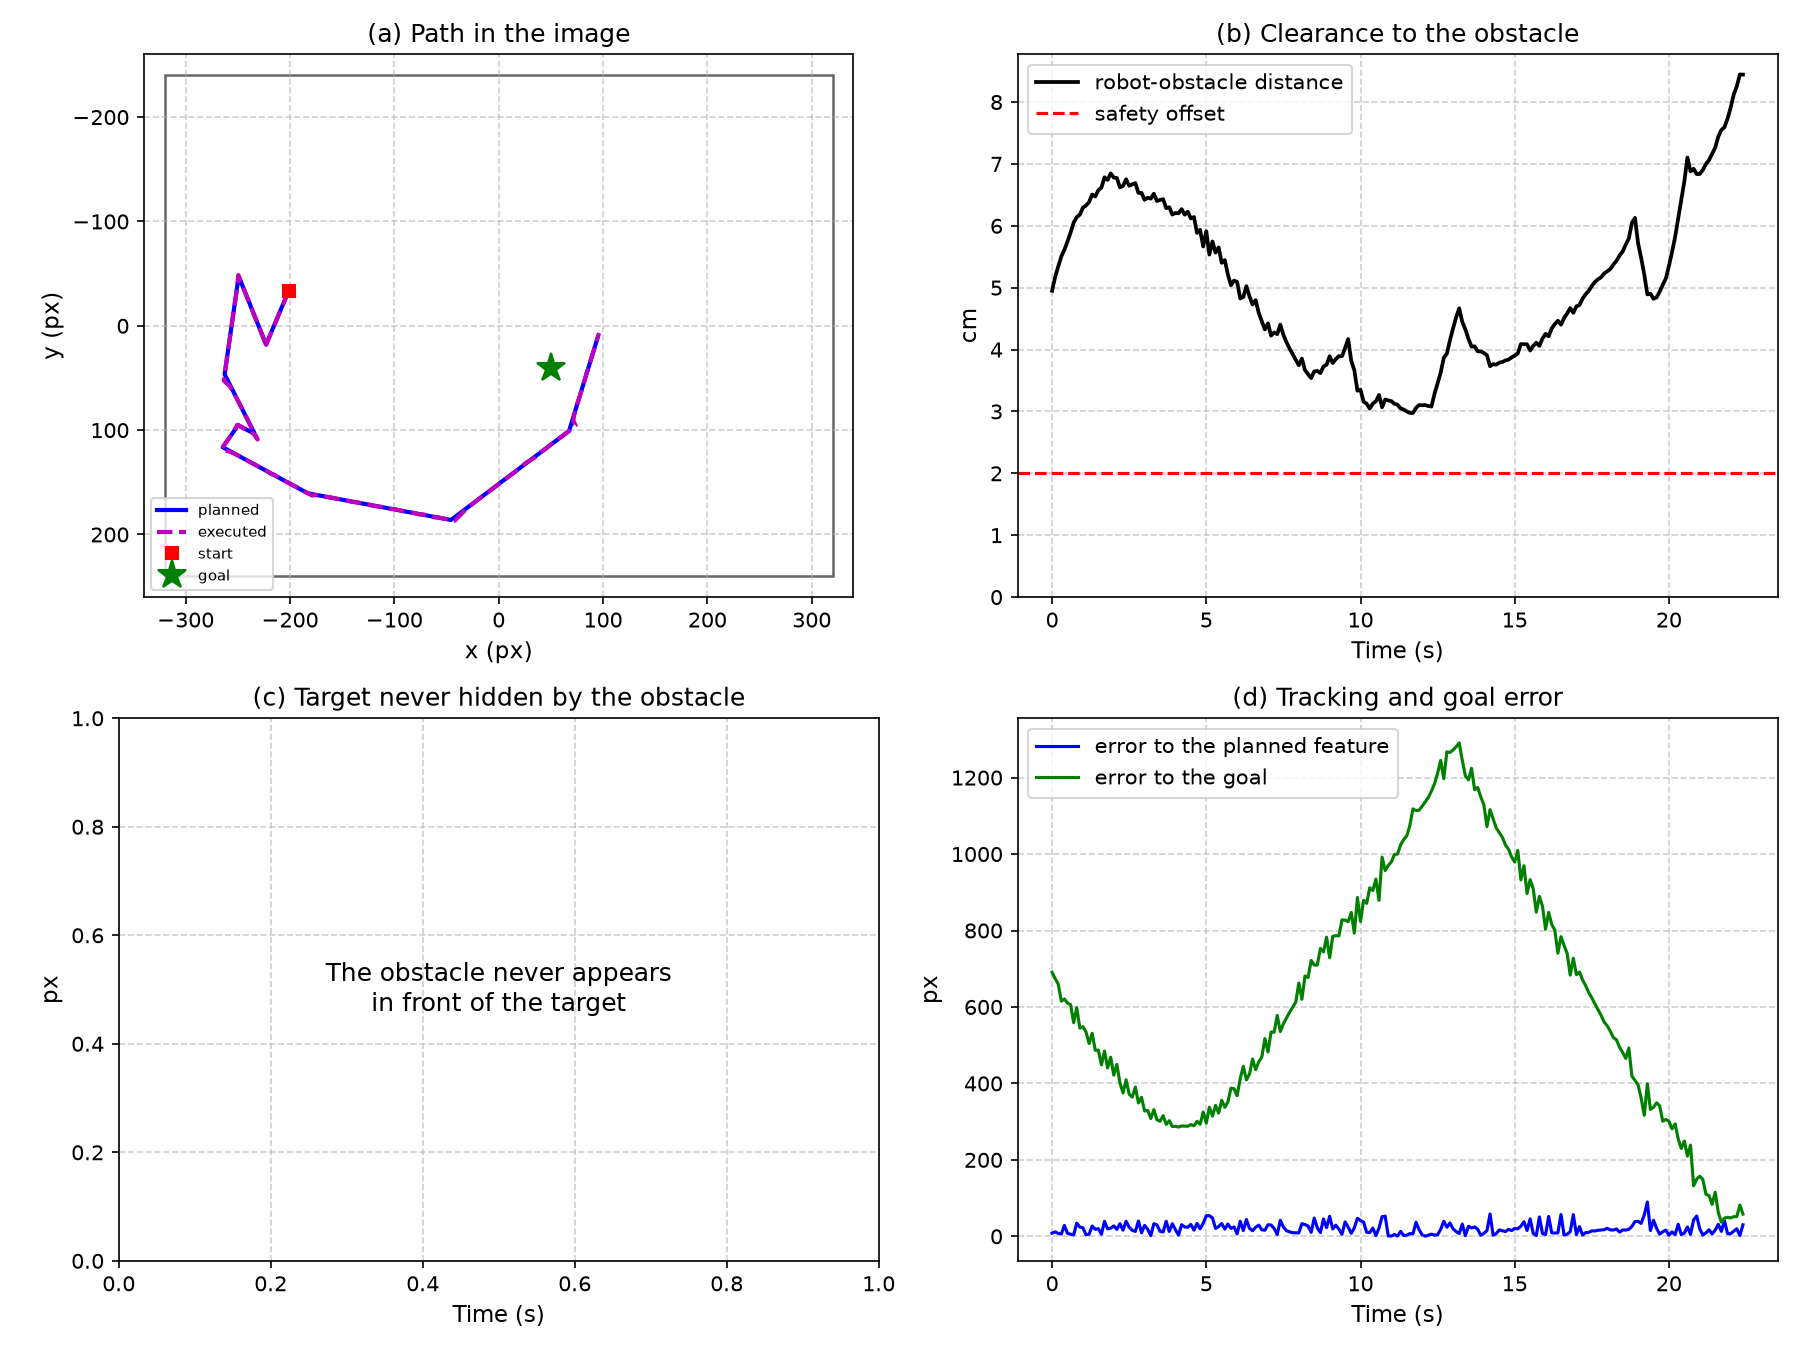 (a) Path in the image
−200
−100
0
100
200
y (px)
−300
−200
−100
0
100
200
300
x (px)
planned
executed
start
goal
(b) Clearance to the obstacle
robot-obstacle distance
safety offset
8
7
6
5
4
3
2
1
0
cm
0
5
10
15
20
Time (s)
(c) Target never hidden by the obstacle
1.0
0.8
0.6
0.4
0.2
0.0
px
The obstacle never appears
in front of the target
0.0
0.2
0.4
0.6
0.8
1.0
Time (s)
(d) Tracking and goal error
error to the planned feature
error to the goal
1200
1000
800
600
400
200
0
px
0
5
10
15
20
Time (s)